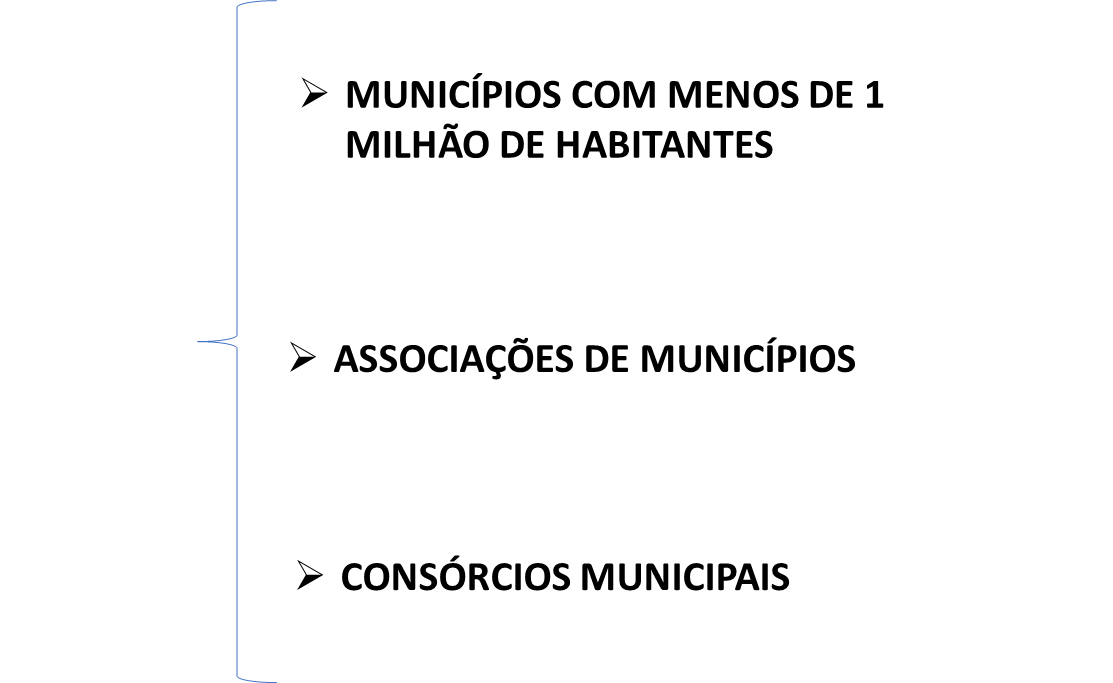 ➢ MUNICÍPIOS COM MENOS DE 1
MILHÃO DE HABITANTES
➢ ASSOCIAÇÕES DE MUNICÍPIOS
➢ CONSÓRCIOS MUNICIPAIS